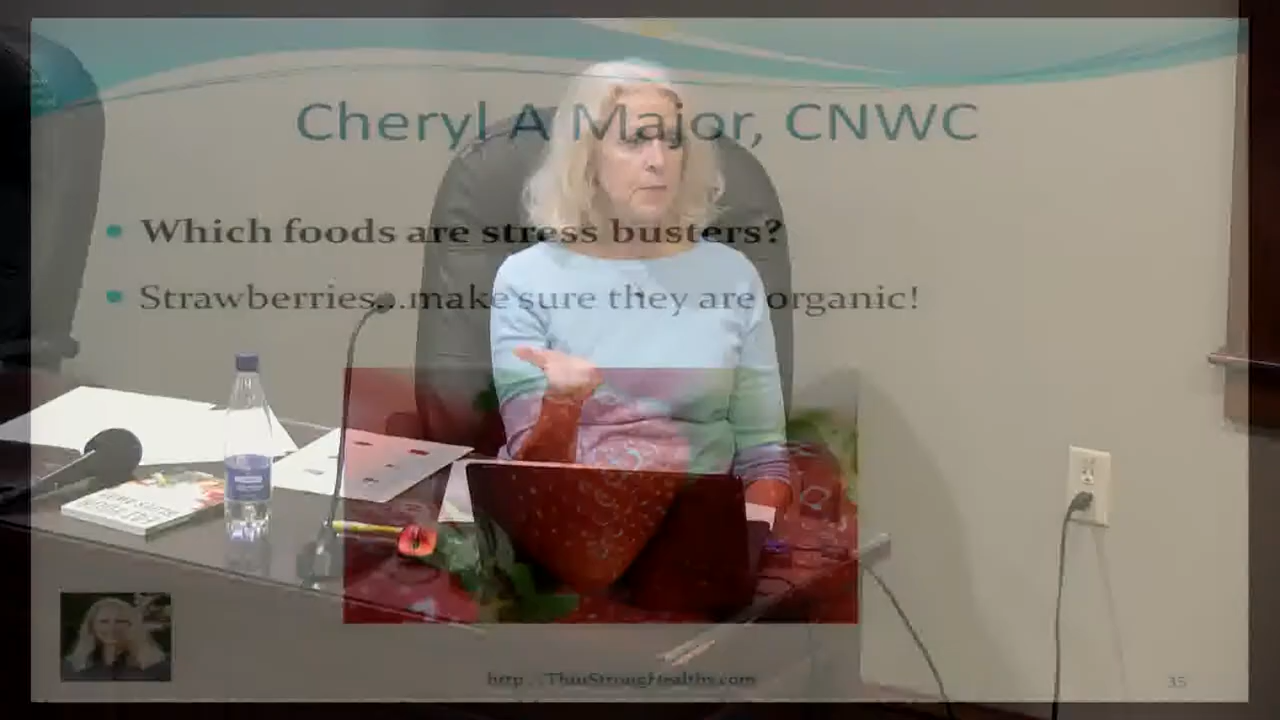 Cheryl A Major, CNWC
Which foods are stress busters?
Strawberries...make sure they are organic!
35